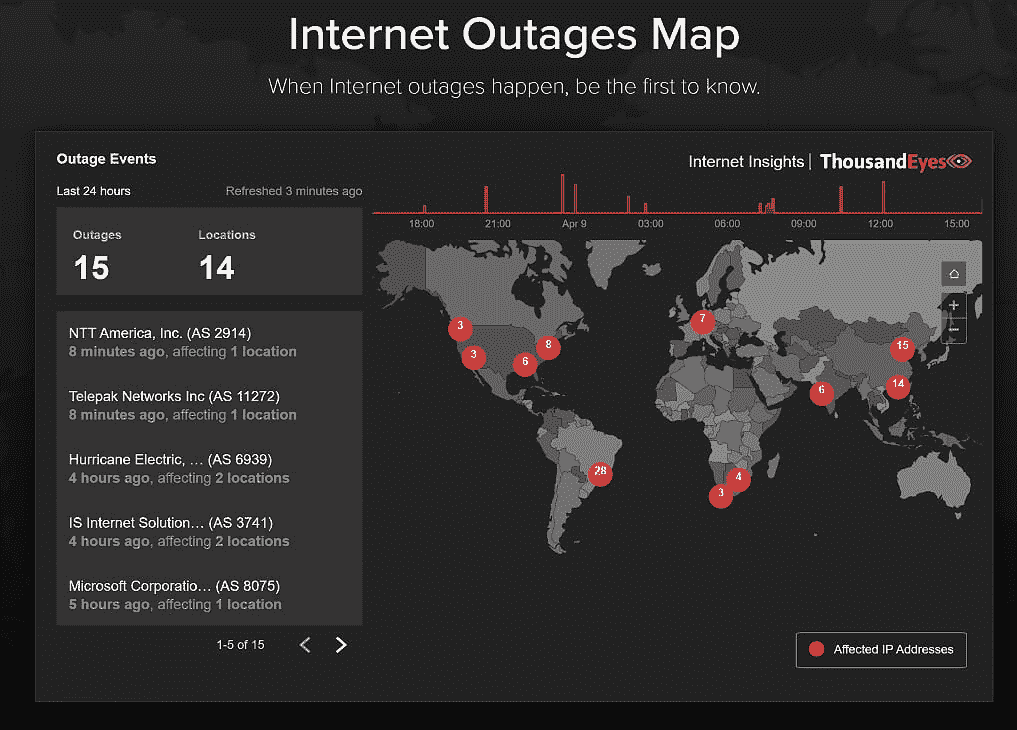 Internet Outages Map
When Internet outages happen, be the first to know.
Outage Events
Internet Insights | ThousandEyes
Last 24 hours
Refreshed 3 minutes ago
Outages
Locations
15
14
18:00
21:00
Apr 9
03:00
06:00
09:00
12:00
15:00
NTT America, Inc. (AS 2914)
8 minutes ago, affecting 1 location
Telepak Networks Inc (AS 11272)
8 minutes ago, affecting 1 location
Hurricane Electric, … (AS 6939)
4 hours ago, affecting 2 locations
IS Internet Solution… (AS 3741)
4 hours ago, affecting 2 locations
Microsoft Corporatio… (AS 8075)
5 hours ago, affecting 1 location
1-5 of 15
3
3
6
8
7
15
6
14
28
4
3
+
−
Affected IP Addresses